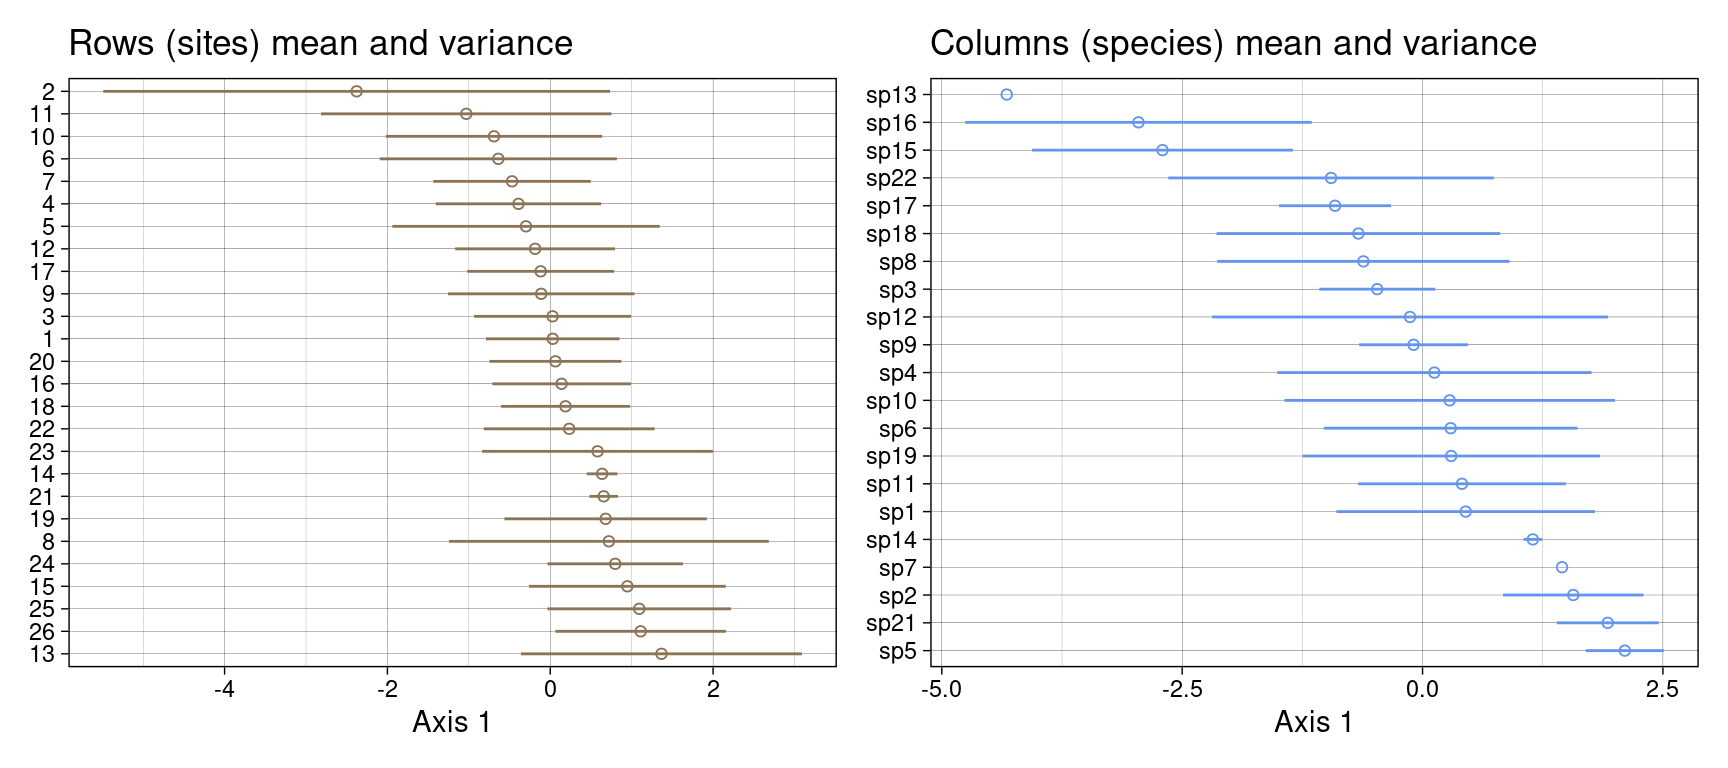 Rows (sites) mean and variance
2
11
10
6
7
4
5
12
17
9
3
1
20
16
18
22
23
14
21
19
8
24
15
25
26
13
-4 -2 0 2
Axis 1
Columns (species) mean and variance
sp13
sp16
sp15
sp22
sp17
sp18
sp8
sp3
sp12
sp9
sp4
sp10
sp6
sp19
sp11
sp1
sp14
sp7
sp2
sp21
sp5
-5.0 -2.5 0.0 2.5
Axis 1